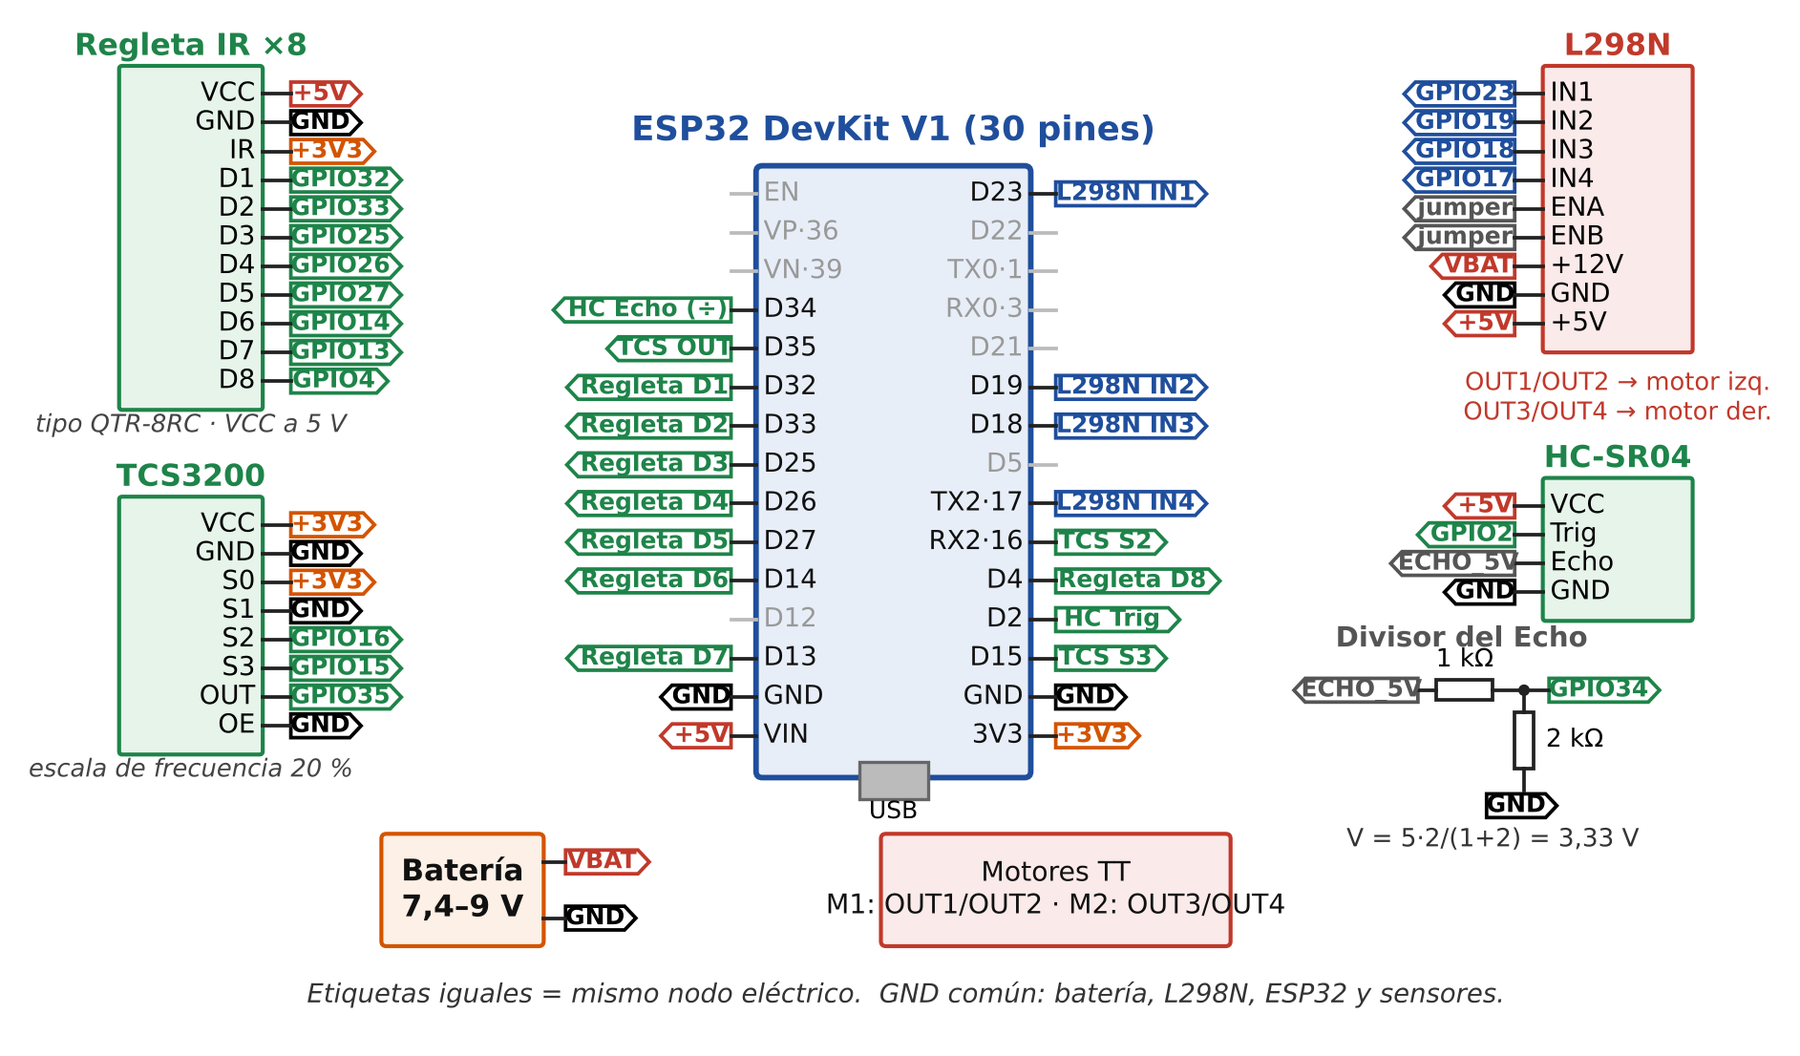 Regleta IR ×8
VCC +5V
GND GND
IR +3V3
D1 GPIO32
D2 GPIO33
D3 GPIO25
D4 GPIO26
D5 GPIO27
D6 GPIO14
D7 GPIO13
D8 GPIO4
tipo QTR-8RC · VCC a 5 V
TCS3200
VCC +3V3
GND GND
S0 +3V3
S1 GND
S2 GPIO16
S3 GPIO15
OUT GPIO35
OE GND
escala de frecuencia 20 %
ESP32 DevKit V1 (30 pines)
EN D23 L298N IN1
VP·36 D22
VN·39 TX0·1
HC Echo (÷) D34 RX0·3
TCS OUT D35 D21
Regleta D1 D32 D19 L298N IN2
Regleta D2 D33 D18 L298N IN3
Regleta D3 D25 D5
Regleta D4 D26 TX2·17 L298N IN4
Regleta D5 D27 RX2·16 TCS S2
Regleta D6 D14 D4 Regleta D8
D12 D2 HC Trig
Regleta D7 D13 D15 TCS S3
GND GND GND GND
+5V VIN 3V3 +3V3
USB
L298N
GPIO23 IN1
GPIO19 IN2
GPIO18 IN3
GPIO17 IN4
jumper ENA
jumper ENB
VBAT +12V
GND GND
+5V +5V
OUT1/OUT2 → motor izq.
OUT3/OUT4 → motor der.
HC-SR04
+5V VCC
GPIO2 Trig
ECHO_5V Echo
GND GND
Divisor del Echo
1 kΩ
ECHO_5V GPIO34
2 kΩ
GND
V = 5·2/(1+2) = 3,33 V
Batería
7,4–9 V
VBAT
GND
Motores TT
M1: OUT1/OUT2 · M2: OUT3/OUT4
Etiquetas iguales = mismo nodo eléctrico. GND común: batería, L298N, ESP32 y sensores.